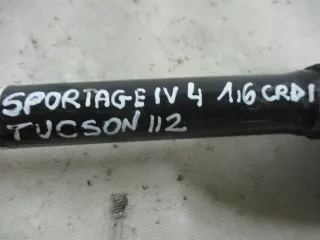 SPORTAGE IV 4 1,6 CRDI
TUCSON 112